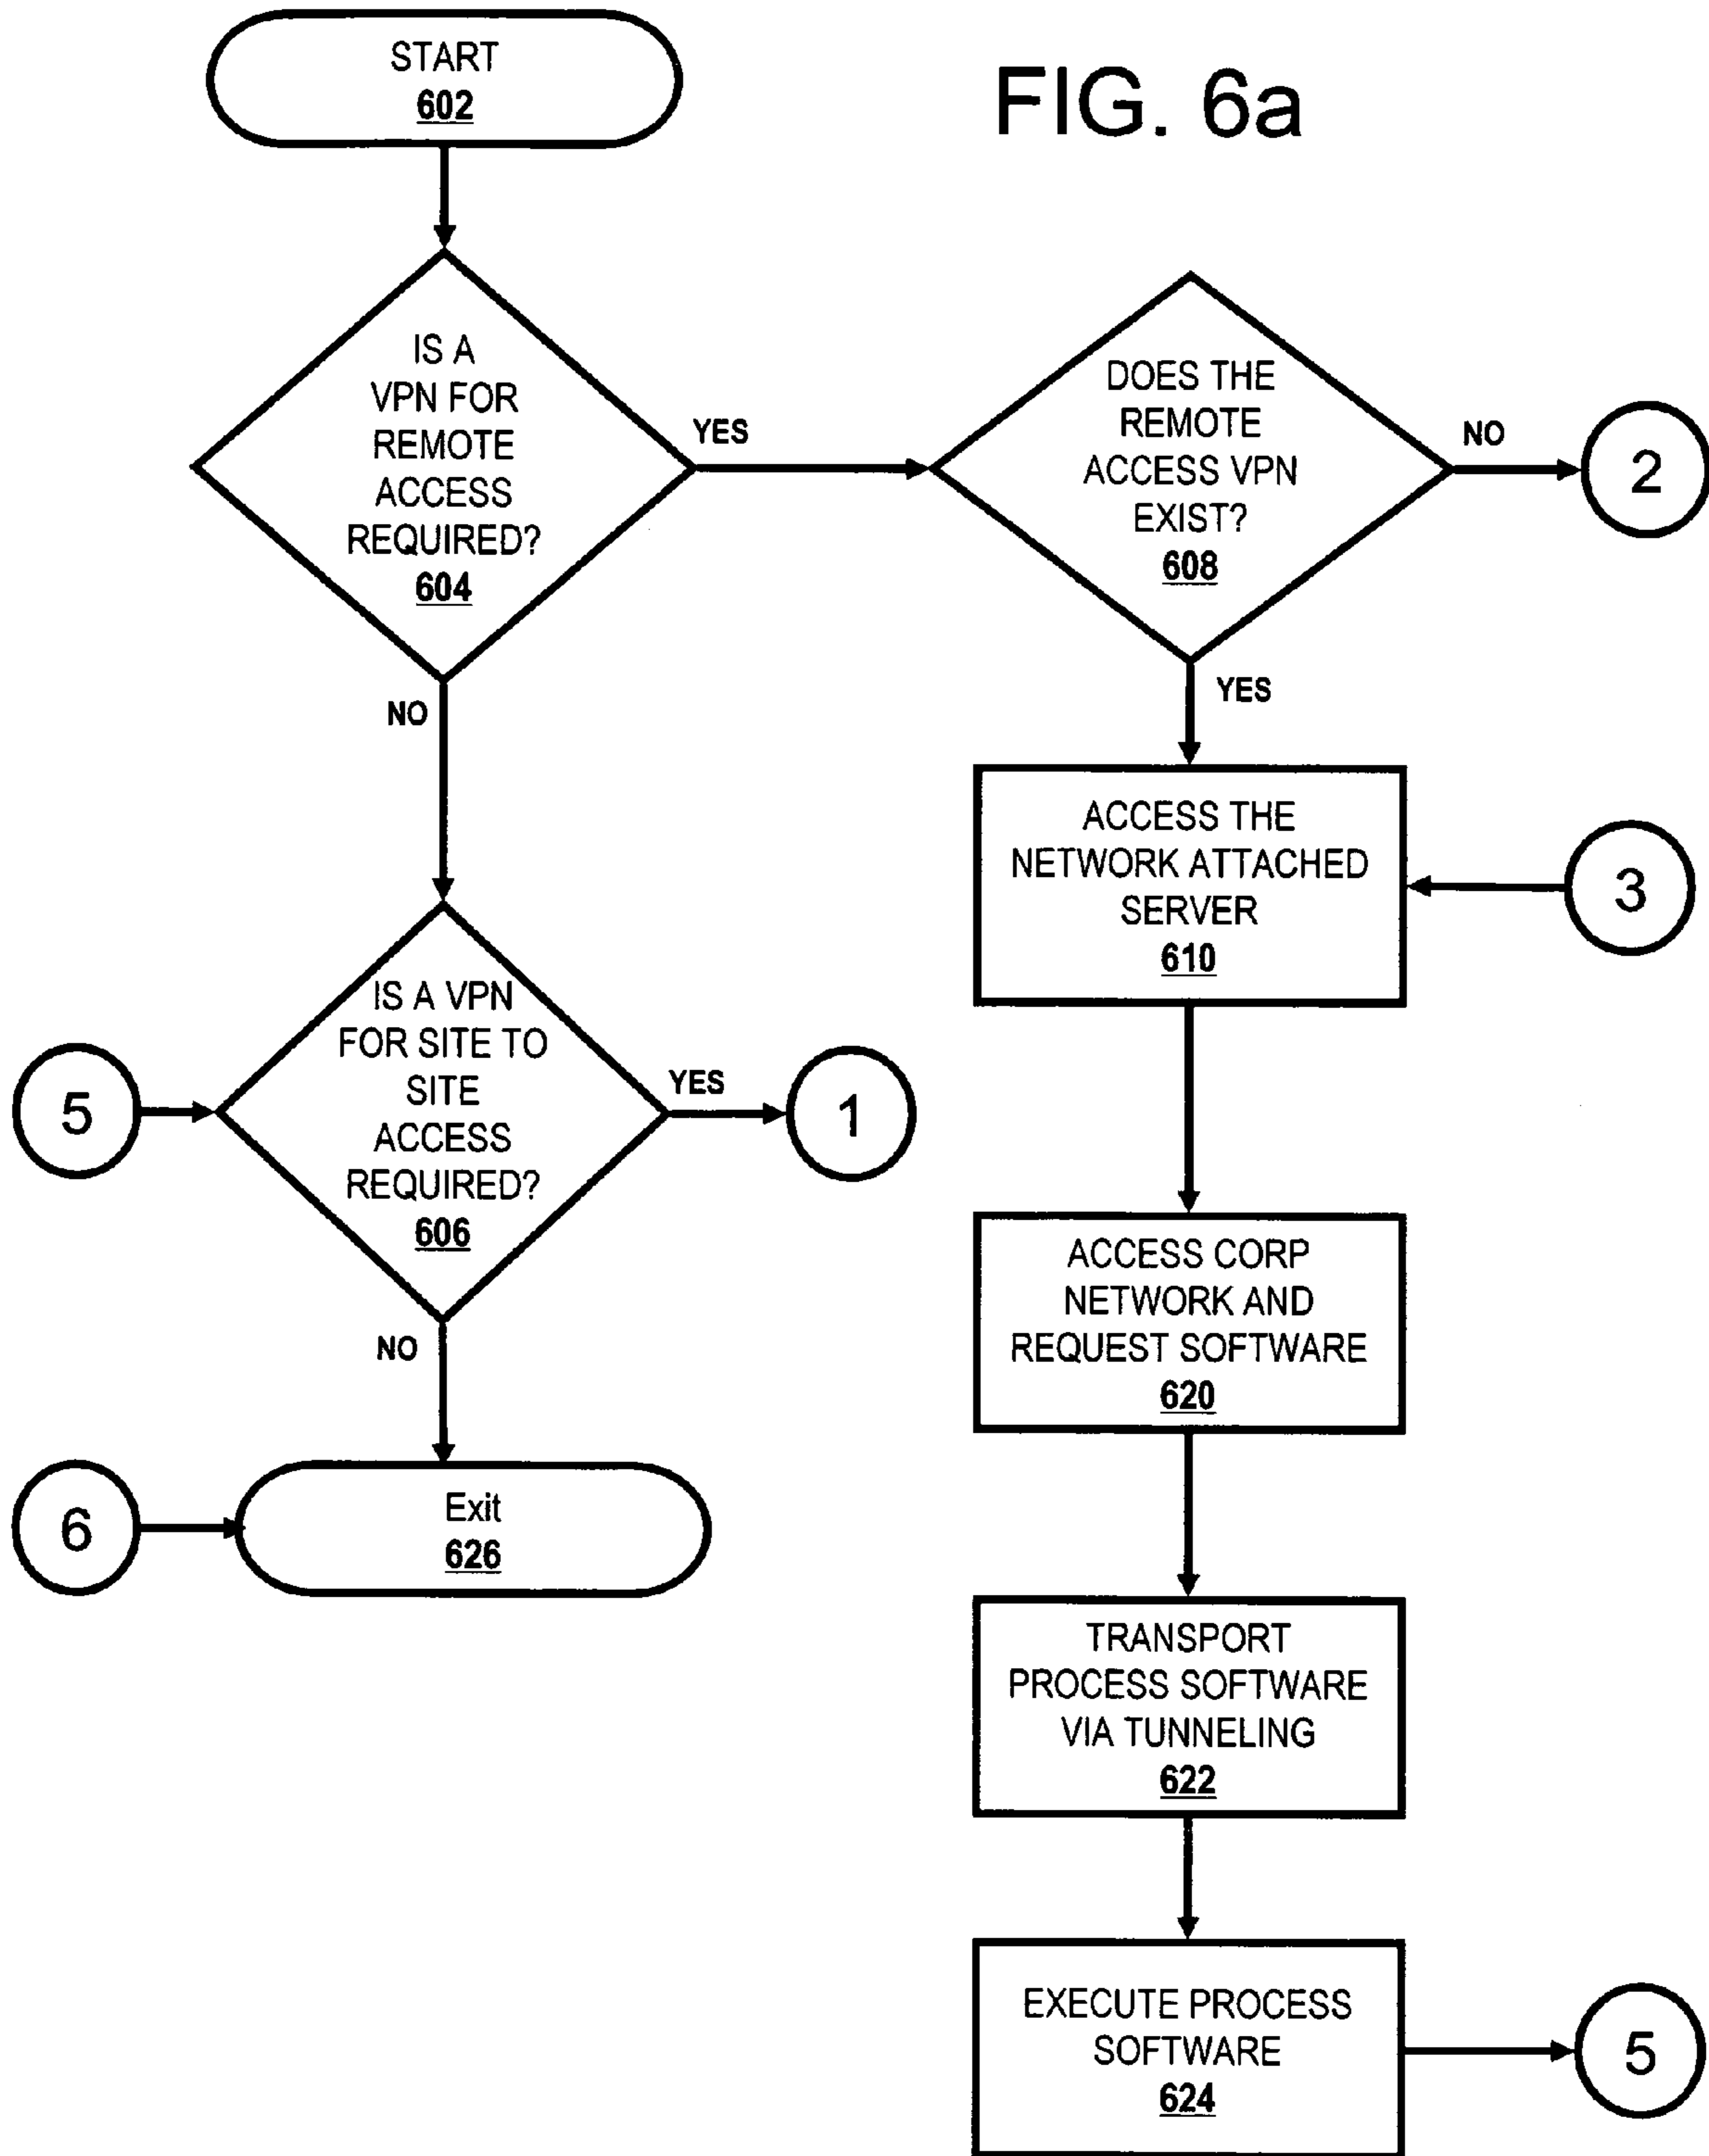 START
602
FIG. 6a
IS A
VPN FOR
REMOTE
ACCESS
REQUIRED?
604
YES
NO
DOES THE
REMOTE
ACCESS VPN
EXIST?
608
NO
2
YES
ACCESS THE
NETWORK ATTACHED
SERVER
610
3
5
IS A VPN
FOR SITE TO
SITE
ACCESS
REQUIRED?
606
YES
1
NO
ACCESS CORP
NETWORK AND
REQUEST SOFTWARE
620
6
Exit
626
TRANSPORT
PROCESS SOFTWARE
VIA TUNNELING
622
EXECUTE PROCESS
SOFTWARE
624
5